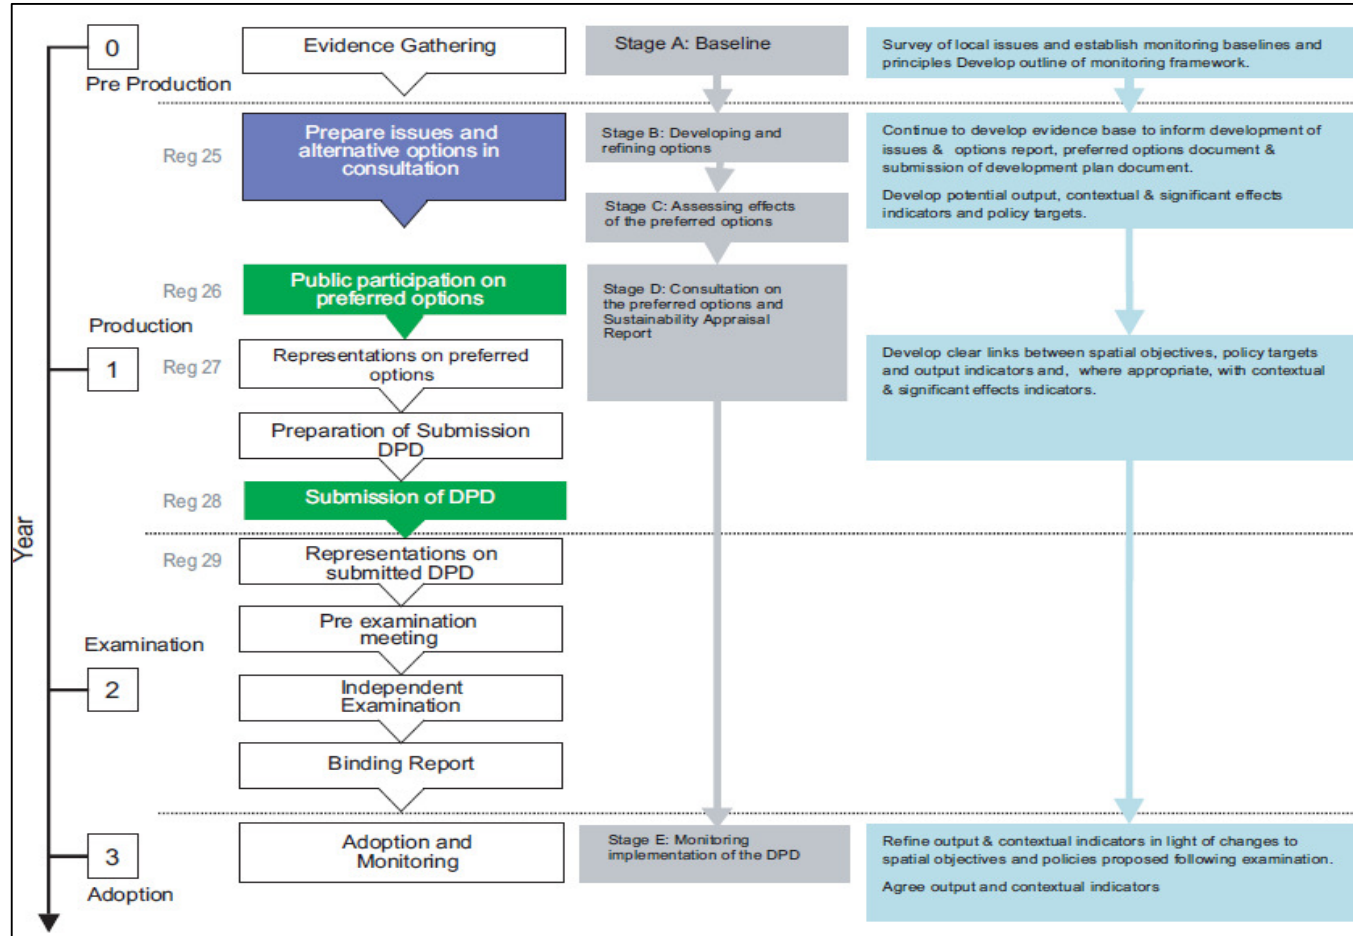 0
Pre Production
Evidence Gathering
Stage A: Baseline
Survey of local issues and establish monitoring baselines and
principles Develop outline of monitoring framework.
Reg 25
Prepare issues and
alternative options in
consultation
Stage B: Developing and
refining options
Stage C: Assessing effects
of the preferred options
Continue to develop evidence base to inform development of
issues & options report, preferred options document &
submission of development plan document.
Develop potential output, contextual & significant effects
indicators and policy targets.
Reg 26
Public participation on
preferred options
Stage D: Consultation on
the preferred options and
Sustainability Appraisal
Report
Production
1
Reg 27
Representations on preferred
options
Develop clear links between spatial objectives, policy targets
and output indicators and, where appropriate, with contextual
& significant effects indicators.
Preparation of Submission
DPD
Reg 28
Submission of DPD
Year
Reg 29
Representations on
submitted DPD
Pre examination
meeting
Examination
2
Independent
Examination
Binding Report
3
Adoption
Adoption and
Monitoring
Stage E: Monitoring
implementation of the DPD
Refine output & contextual indicators in light of changes to
spatial objectives and policies proposed following examination.
Agree output and contextual indicators